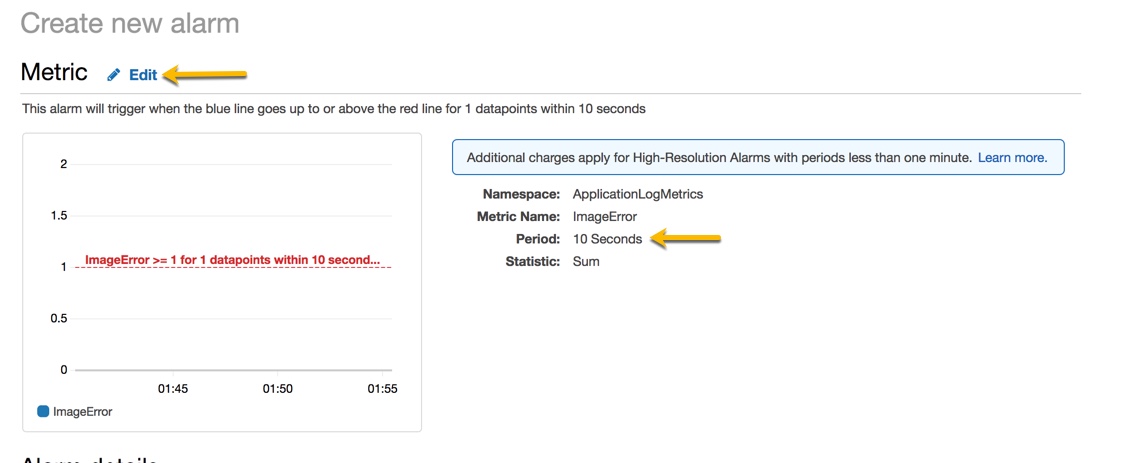 Create new alarm
Metric Edit
This alarm will trigger when the blue line goes up to or above the red line for 1 datapoints within 10 seconds
2
1.5
ImageError >= 1 for 1 datapoints within 10 second...
1
0.5
0
01:45 01:50 01:55
ImageError
Additional charges apply for High-Resolution Alarms with periods less than one minute. Learn more.
Namespace: ApplicationLogMetrics
Metric Name: ImageError
Period: 10 Seconds
Statistic: Sum
Alarm details